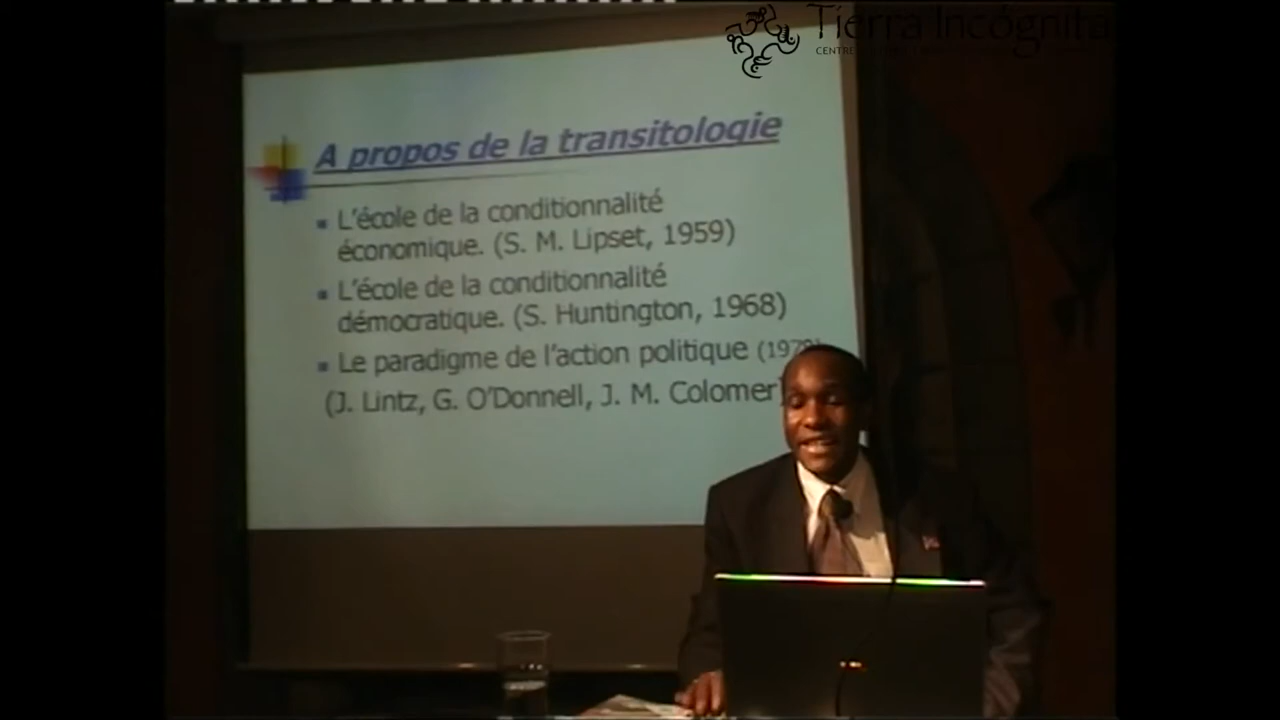 Tierra Incógnita
CENTRE
A propos de la transitologie
L'école de la conditionnalité
économique. (S. M. Lipset, 1959)
L'école de la conditionnalité
démocratique. (S. Huntington, 1968)
Le paradigme de l'action politique
(J. Lintz, G. O'Donnell, J. M. Colomer)